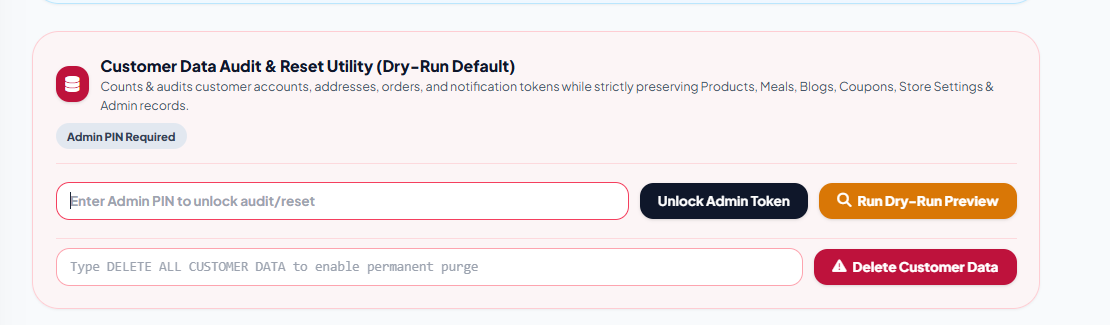 Customer Data Audit & Reset Utility (Dry-Run Default)
Counts & audits customer accounts, addresses, orders, and notification tokens while strictly preserving Products, Meals, Blogs, Coupons, Store Settings &
Admin records.
Admin PIN Required
Enter Admin PIN to unlock audit/reset
Unlock Admin Token
Run Dry-Run Preview
Type DELETE ALL CUSTOMER DATA to enable permanent purge
Delete Customer Data